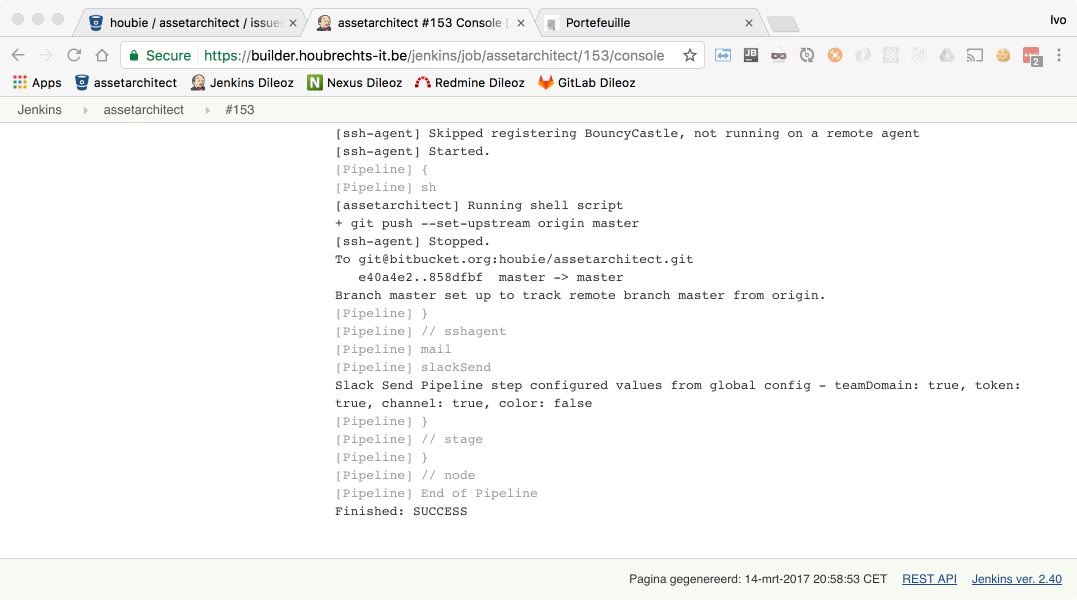 houbie / assetarchitect / issues
assetarchitect #153 Console [
Portefeuille
Ivo
Secure
https://builder.houbrechts-it.be/jenkins/job/assetarchitect/153/console
JB
2
Apps
assetarchitect
Jenkins Dileoz
N Nexus Dileoz
Redmine Dileoz
GitLab Dileoz
Jenkins
assetarchitect
#153
[ssh-agent] Skipped registering BouncyCastle, not running on a remote agent
[ssh-agent] Started.
[Pipeline] {
[Pipeline] sh
[assetarchitect] Running shell script
+ git push --set-upstream origin master
[ssh-agent] Stopped.
To git@bitbucket.org:houbie/assetarchitect.git
   e40a4e2..858dfbf  master -> master
Branch master set up to track remote branch master from origin.
[Pipeline] }
[Pipeline] // sshagent
[Pipeline] mail
[Pipeline] slackSend
Slack Send Pipeline step configured values from global config - teamDomain: true, token:
true, channel: true, color: false
[Pipeline] }
[Pipeline] // stage
[Pipeline] }
[Pipeline] // node
[Pipeline] End of Pipeline
Finished: SUCCESS
Pagina gegenereerd: 14-mrt-2017 20:58:53 CET
REST API
Jenkins ver. 2.40